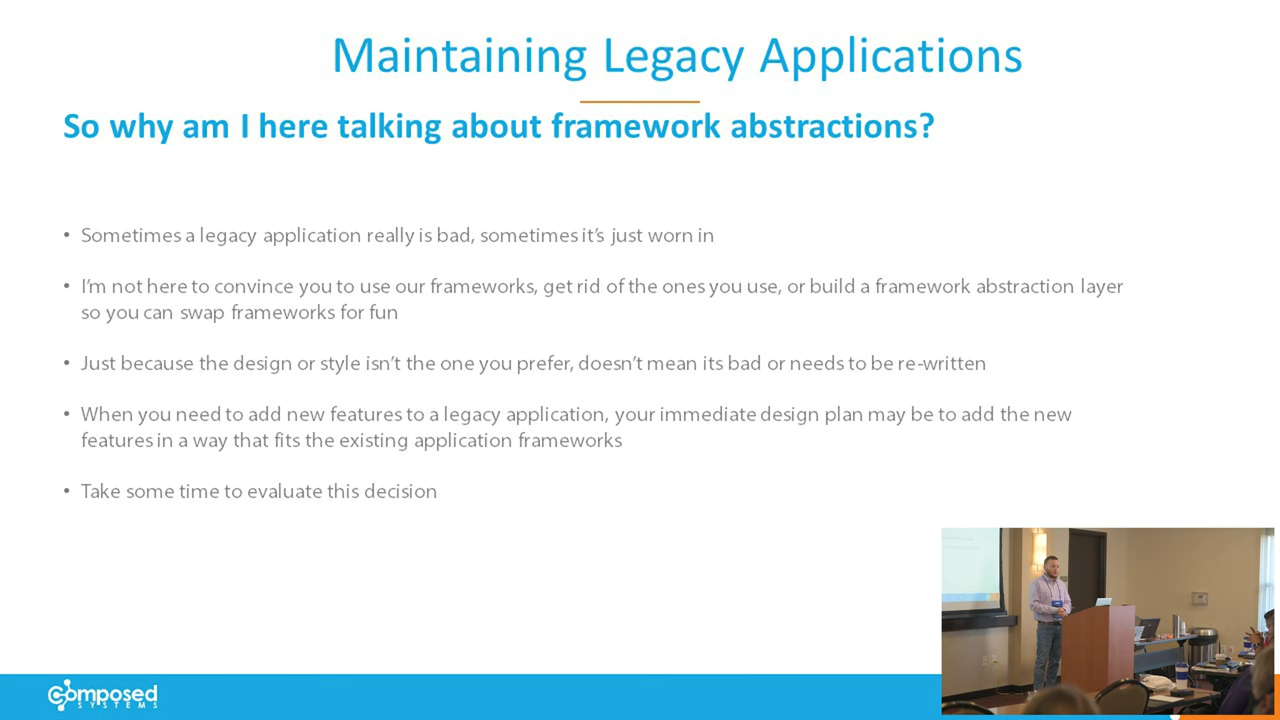 Maintaining Legacy Applications
So why am I here talking about framework abstractions?
• Sometimes a legacy application really is bad, sometimes it’s just worn in
• I’m not here to convince you to use our frameworks, get rid of the ones you use, or build a framework abstraction layer
so you can swap frameworks for fun
• Just because the design or style isn’t the one you prefer, doesn’t mean its bad or needs to be re-written
• When you need to add new features to a legacy application, your immediate design plan may be to add the new
features in a way that fits the existing application frameworks
• Take some time to evaluate this decision
composed
SYSTEMS